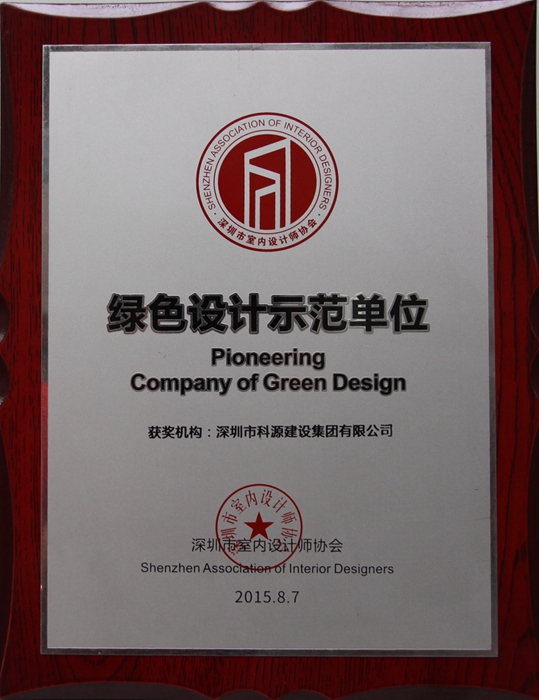 SHENZHEN ASSOCIATION OF INTERIOR DESIGNERS
深圳市室内设计师协会
绿色设计示范单位
Pioneering
Company of Green Design
获奖机构：深圳市科源建设集团有限公司
深圳市室内设计师协会
深圳市室内设计师协会
Shenzhen Association of Interior Designers
2015.8.7